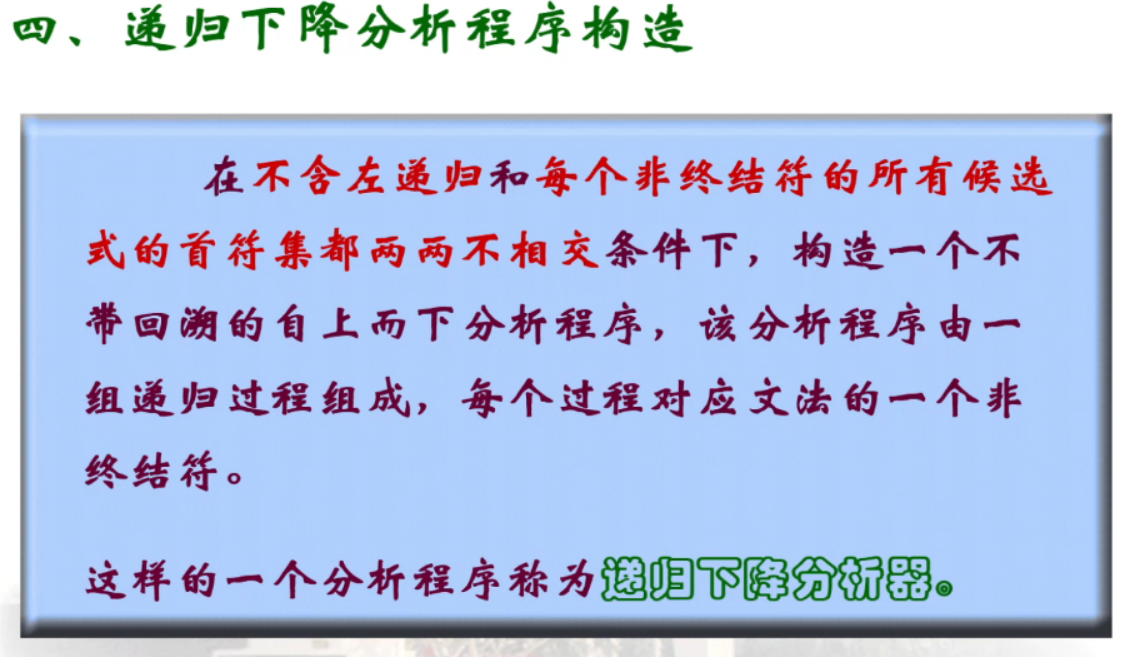 四、递归下降分析程序构造
在不含左递归和每个非终结符的所有候选
式的首符集都两两不相交条件下，构造一个不
带回溯的自上而下分析程序，该分析程序由一
组递归过程组成，每个过程对应文法的一个非
终结符。
这样的一个分析程序称为递归下降分析器。